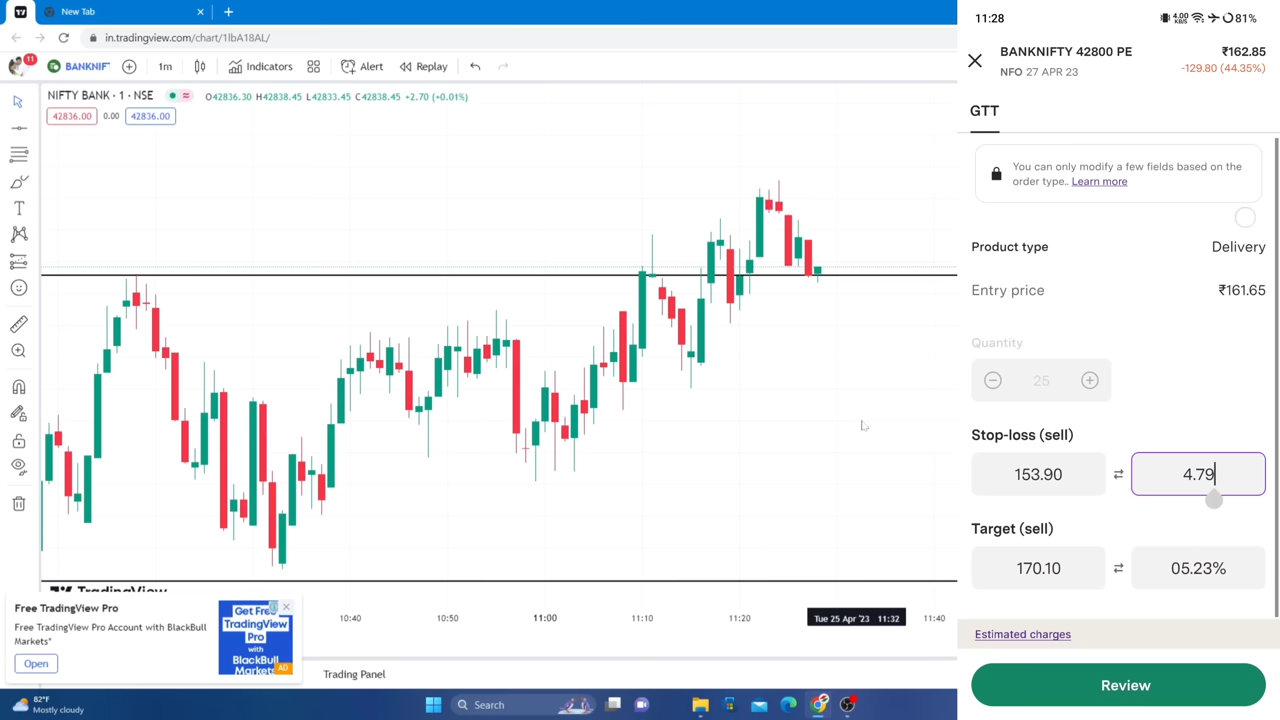 New Tab
in.tradingview.com/chart/1lbA18AL/
11
BANKNIF
1m
Indicators
Alert
Replay
NIFTY BANK · 1 · NSE
O42836.30 H42838.45 L42833.45 C42838.45 +2.70 (+0.01%)
42836.00
0.00
42836.00
TradingView
10:40
10:50
11:00
11:10
11:20
Tue 25 Apr '23 11:32
11:40
Free TradingView Pro
Free TradingView Pro Account with BlackBull
Markets*
Open
Get Free
TradingView
Pro
with
BlackBull
Markets
AD
Trading Panel
82°F
Mostly cloudy
Search
11:28
4.00
KB/S
81%
BANKNIFTY 42800 PE
₹162.85
NFO 27 APR 23
-129.80 (44.35%)
GTT
You can only modify a few fields based on the
order type.. Learn more
Product type
Delivery
Entry price
₹161.65
Quantity
25
Stop-loss (sell)
153.90
4.79
Target (sell)
170.10
05.23%
Estimated charges
Review